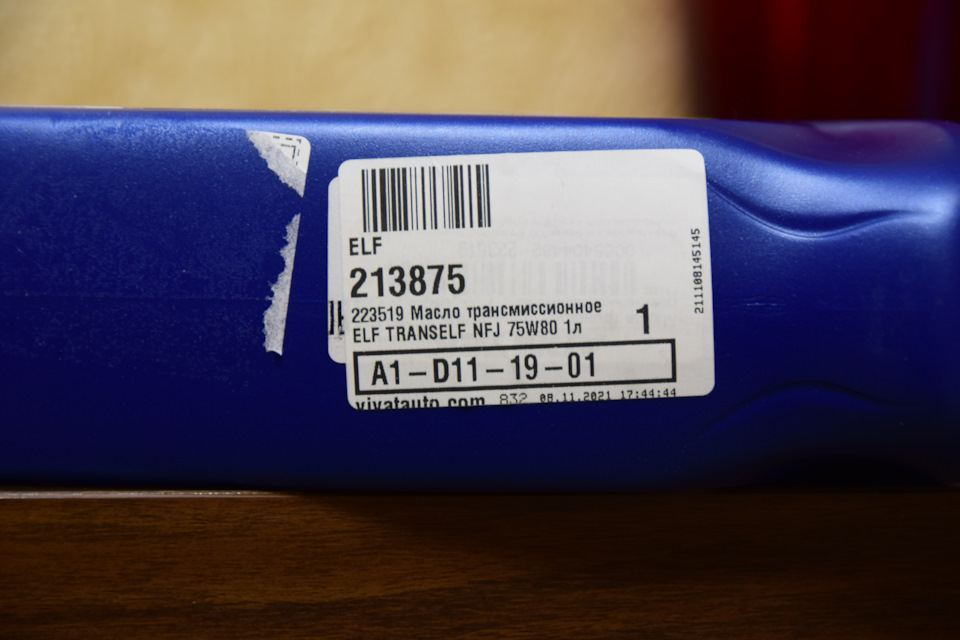 ELF
213875
223519 Масло трансмиссионное
ELF TRANSELF NFJ 75W80 1л
1
A1-D11-19-01
vivatauto.com 832 08.11.2021 17:44:44
211108145145